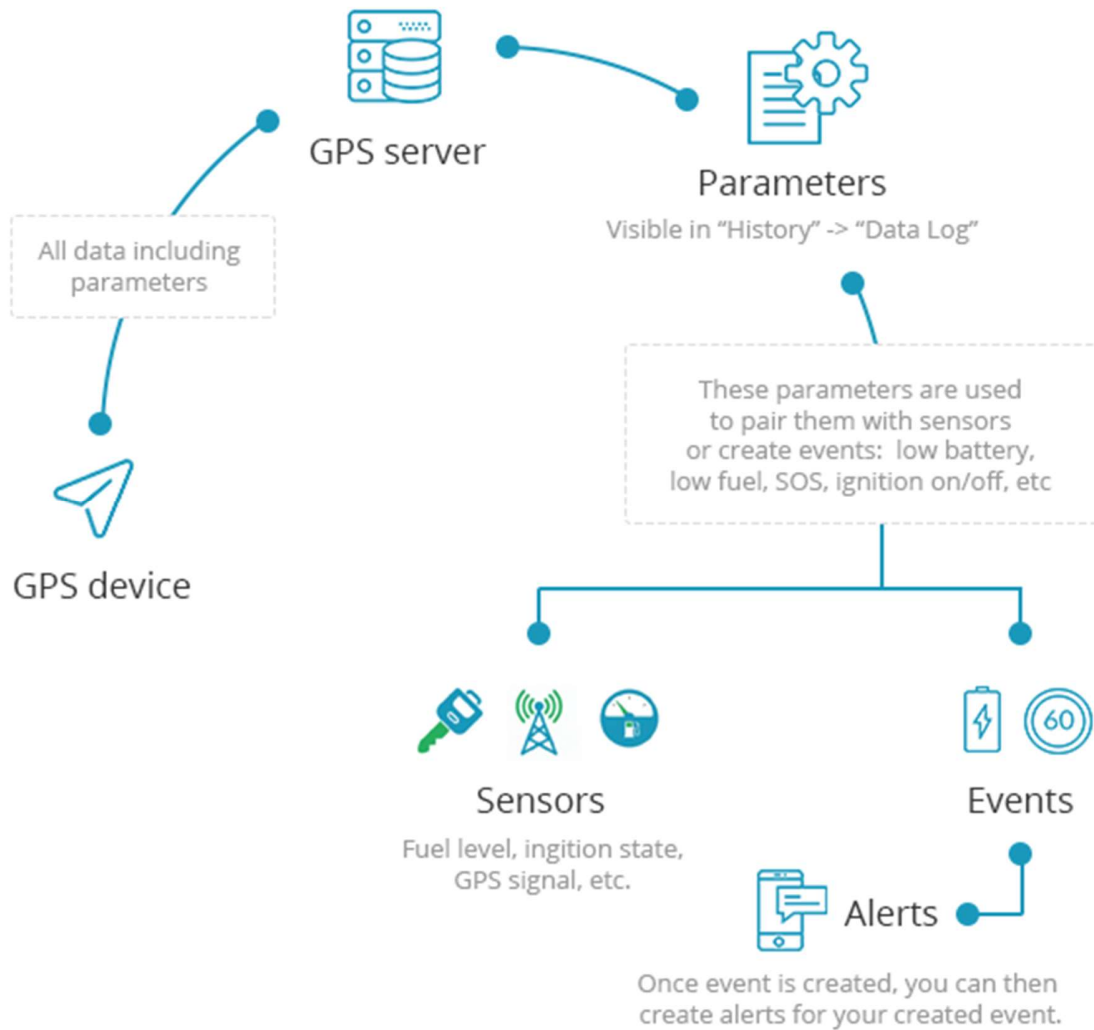 GPS server
Parameters
Visible in “History” -> “Data Log”
All data including
parameters
These parameters are used
to pair them with sensors
or create events:  low battery,
low fuel, SOS, ignition on/off, etc
GPS device
60
Sensors
Fuel level, ingition state,
GPS signal, etc.
Events
Alerts
Once event is created, you can then
create alerts for your created event.